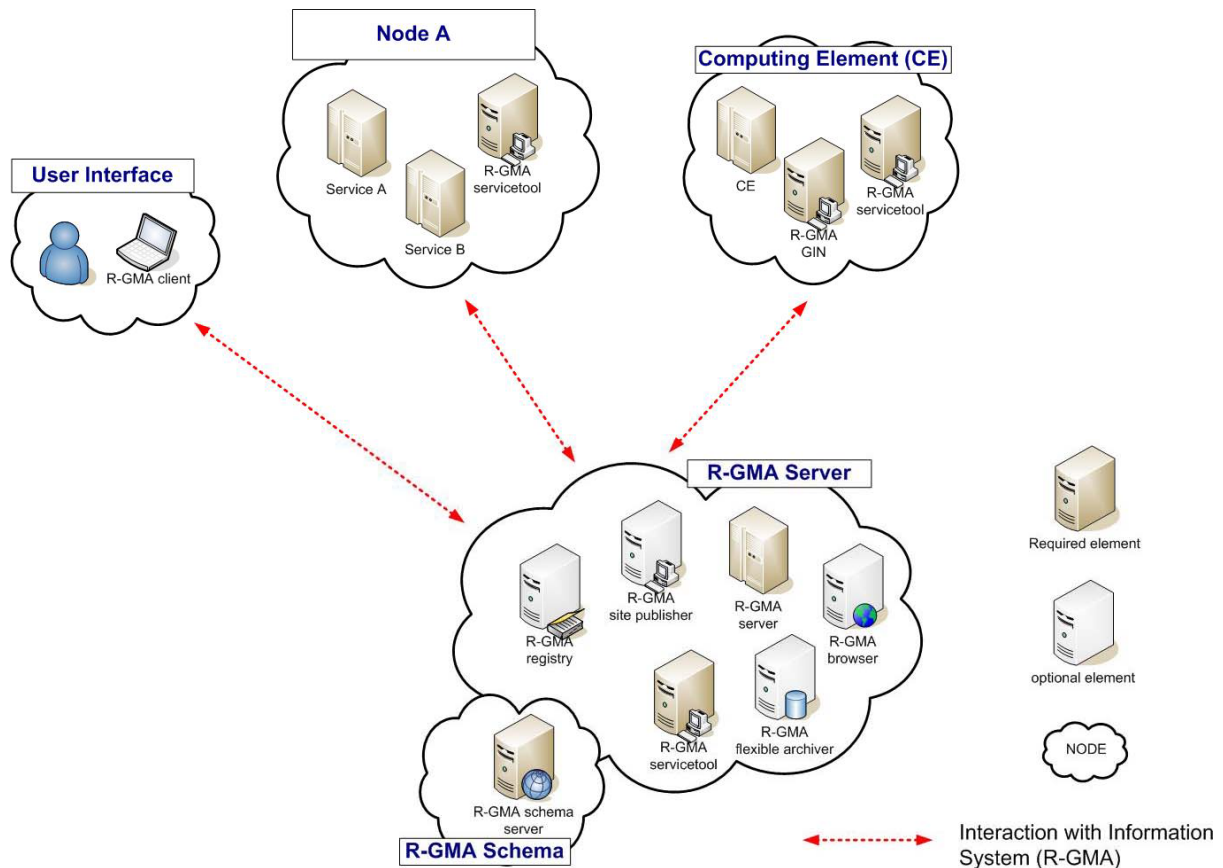 Node A
Service A
Service B
R-GMA
servicetool
Computing Element (CE)
CE
R-GMA
GIN
R-GMA
servicetool
User Interface
R-GMA client
R-GMA Server
R-GMA
registry
R-GMA
site publisher
R-GMA
server
R-GMA
browser
R-GMA
servicetool
R-GMA
flexible archiver
R-GMA schema
server
R-GMA Schema
Required element
optional element
NODE
Interaction with Information
System (R-GMA)